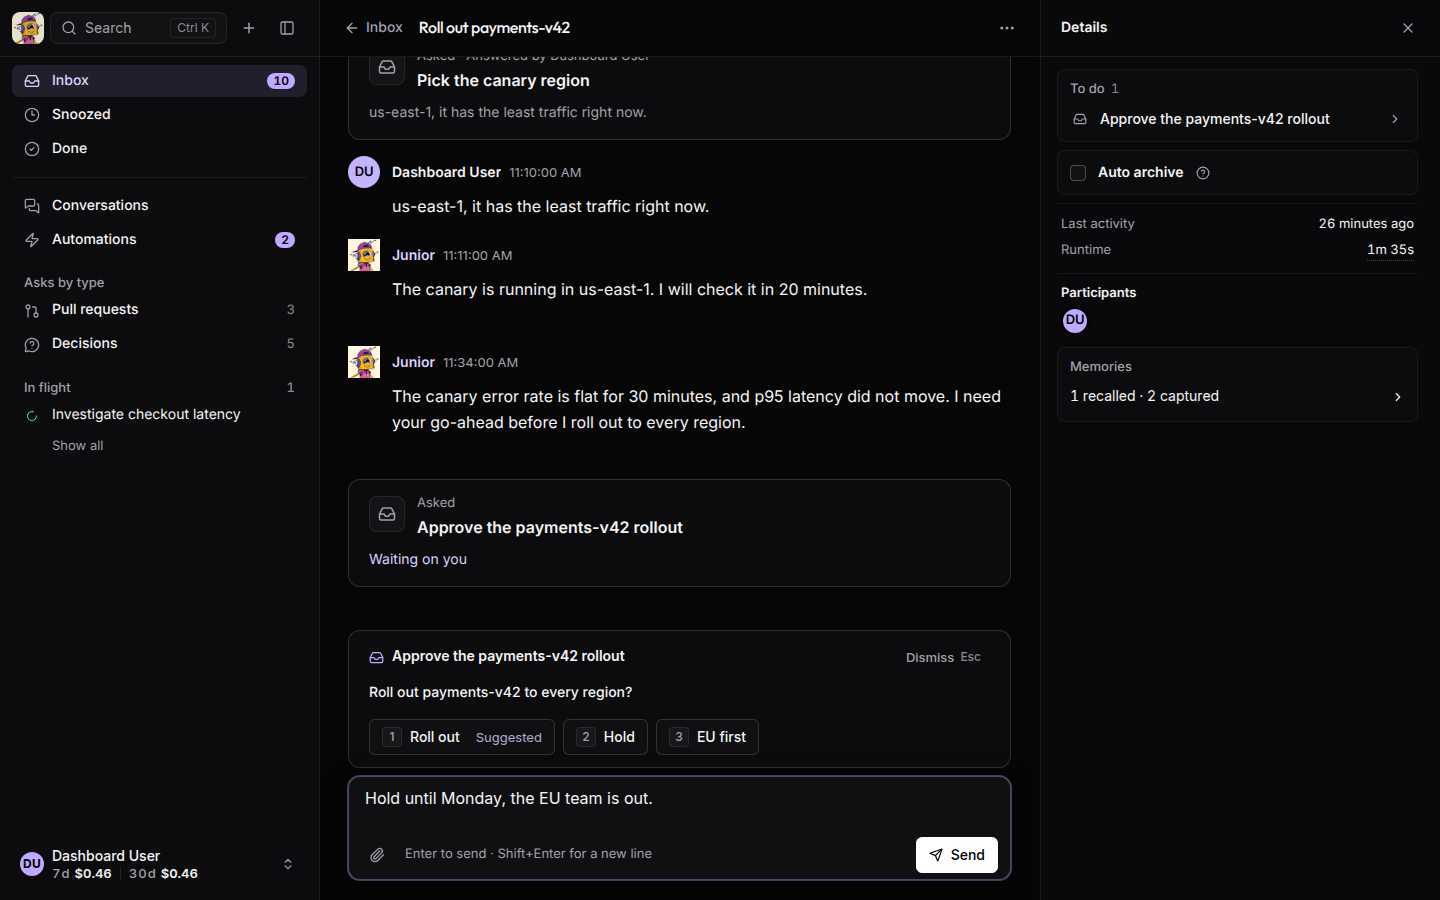 Search
Ctrl K
Inbox
10
Snoozed
Done
Conversations
Automations
2
Asks by type
Pull requests
3
Decisions
5
In flight
1
Investigate checkout latency
Show all
DU
Dashboard User
7d $0.46 | 30d $0.46
Inbox
Roll out payments-v42
Asked · Answered by Dashboard User
Pick the canary region
us-east-1, it has the least traffic right now.
DU
Dashboard User 11:10:00 AM
us-east-1, it has the least traffic right now.
Junior 11:11:00 AM
The canary is running in us-east-1. I will check it in 20 minutes.
Junior 11:34:00 AM
The canary error rate is flat for 30 minutes, and p95 latency did not move. I need
your go-ahead before I roll out to every region.
Asked
Approve the payments-v42 rollout
Waiting on you
Approve the payments-v42 rollout
Dismiss Esc
Roll out payments-v42 to every region?
1 Roll out Suggested
2 Hold
3 EU first
Hold until Monday, the EU team is out.
Enter to send · Shift+Enter for a new line
Send
Details
To do 1
Approve the payments-v42 rollout
Auto archive
Last activity
26 minutes ago
Runtime
1m 35s
Participants
DU
Memories
1 recalled · 2 captured